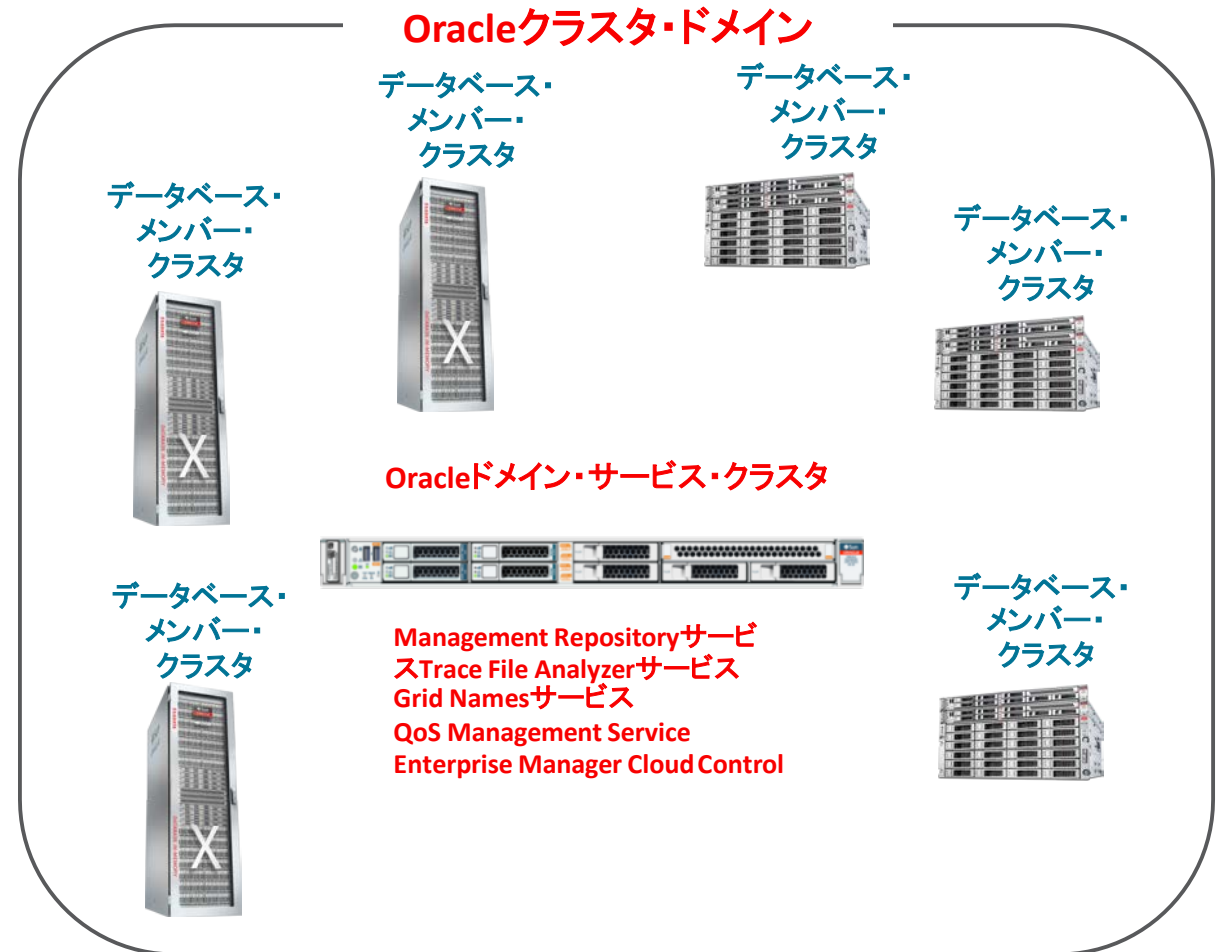 Oracleクラスタ・ドメイン
データベース・
メンバー・
クラスタ
データベース・
メンバー・
クラスタ
データベース・
メンバー・
クラスタ
データベース・
メンバー・
クラスタ
Oracleドメイン・サービス・クラスタ
データベース・
メンバー・
クラスタ
データベース・
メンバー・
クラスタ
Management Repositoryサービ
スTrace File Analyzerサービス
Grid Namesサービス
QoS Management Service
Enterprise Manager Cloud Control
X
X
X